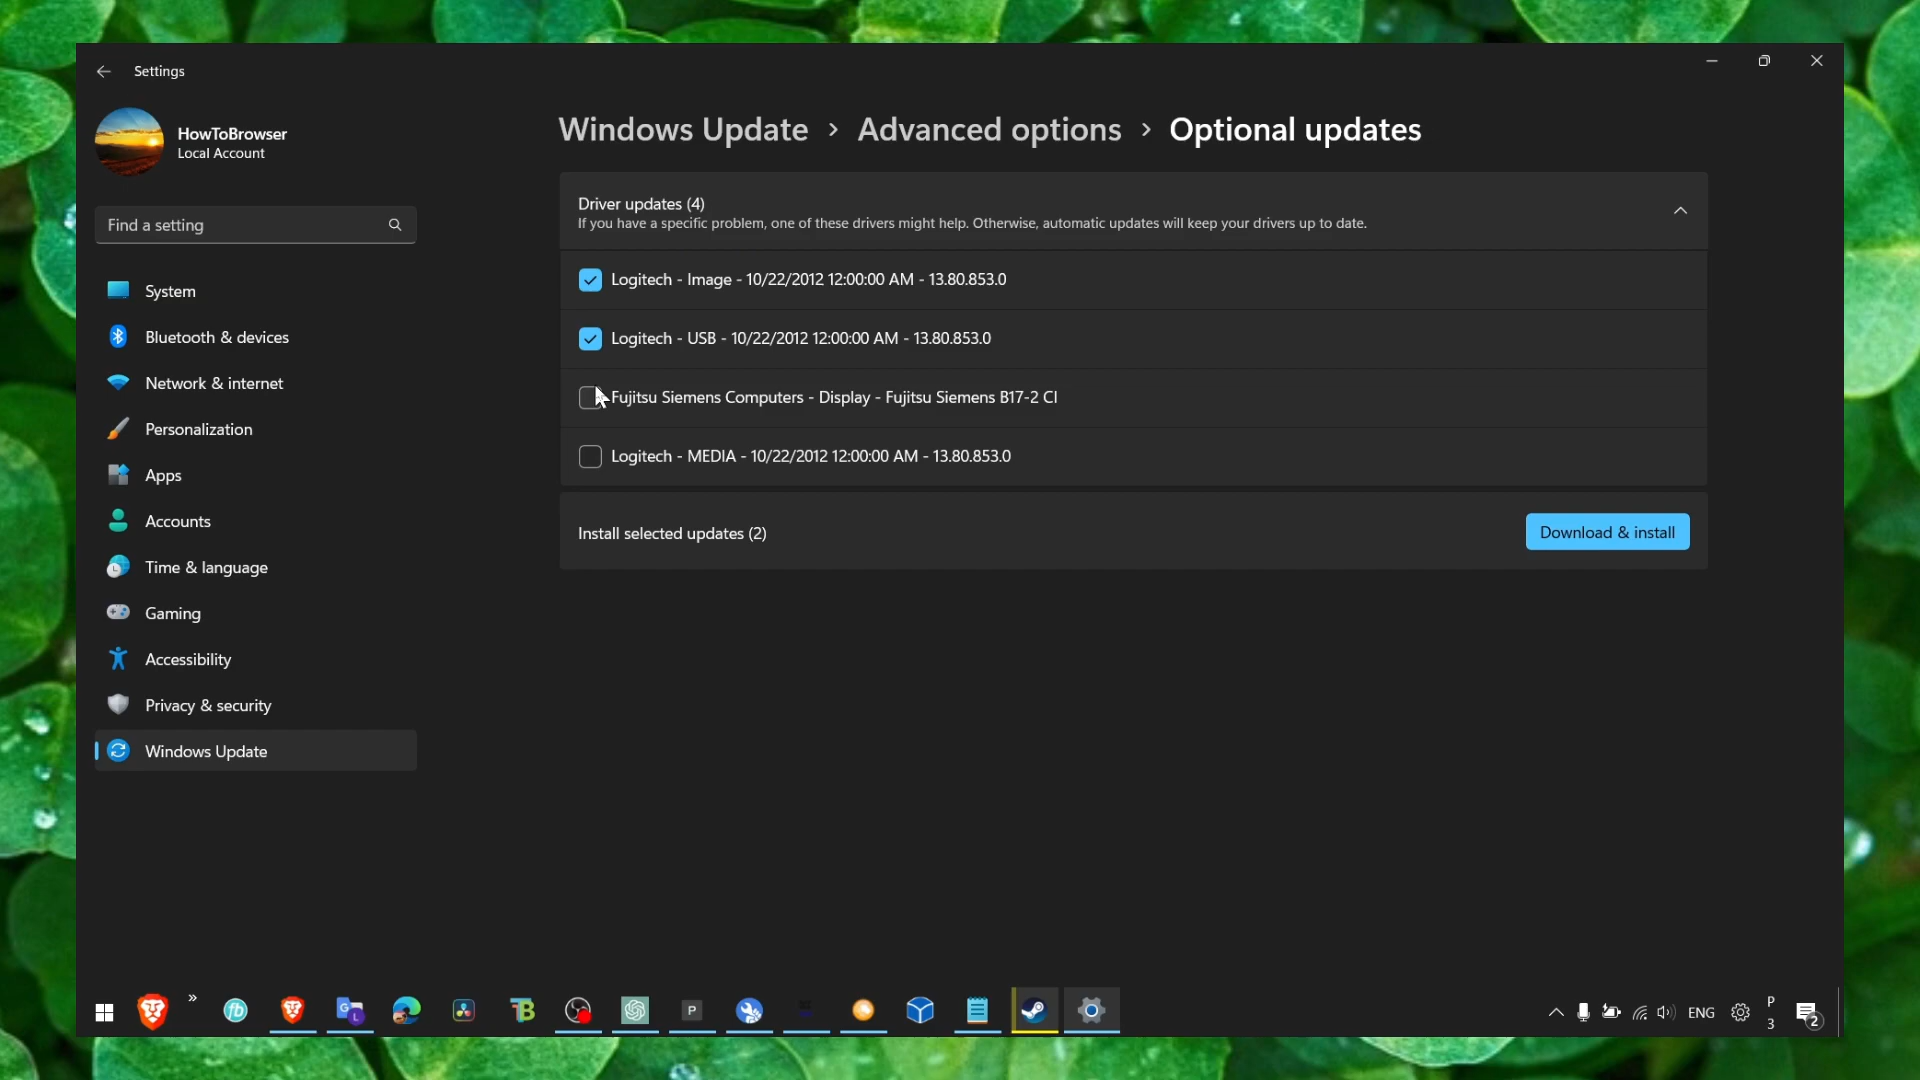 Settings
HowToBrowser
Local Account
Find a setting
System
Bluetooth & devices
Network & internet
Personalization
Apps
Accounts
Time & language
Gaming
Accessibility
Privacy & security
Windows Update
Windows Update > Advanced options > Optional updates
Driver updates (4)
If you have a specific problem, one of these drivers might help. Otherwise, automatic updates will keep your drivers up to date.
Logitech - Image - 10/22/2012 12:00:00 AM - 13.80.853.0
Logitech - USB - 10/22/2012 12:00:00 AM - 13.80.853.0
Fujitsu Siemens Computers - Display - Fujitsu Siemens B17-2 CI
Logitech - MEDIA - 10/22/2012 12:00:00 AM - 13.80.853.0
Install selected updates (2)
Download & install
ENG
P
3
2